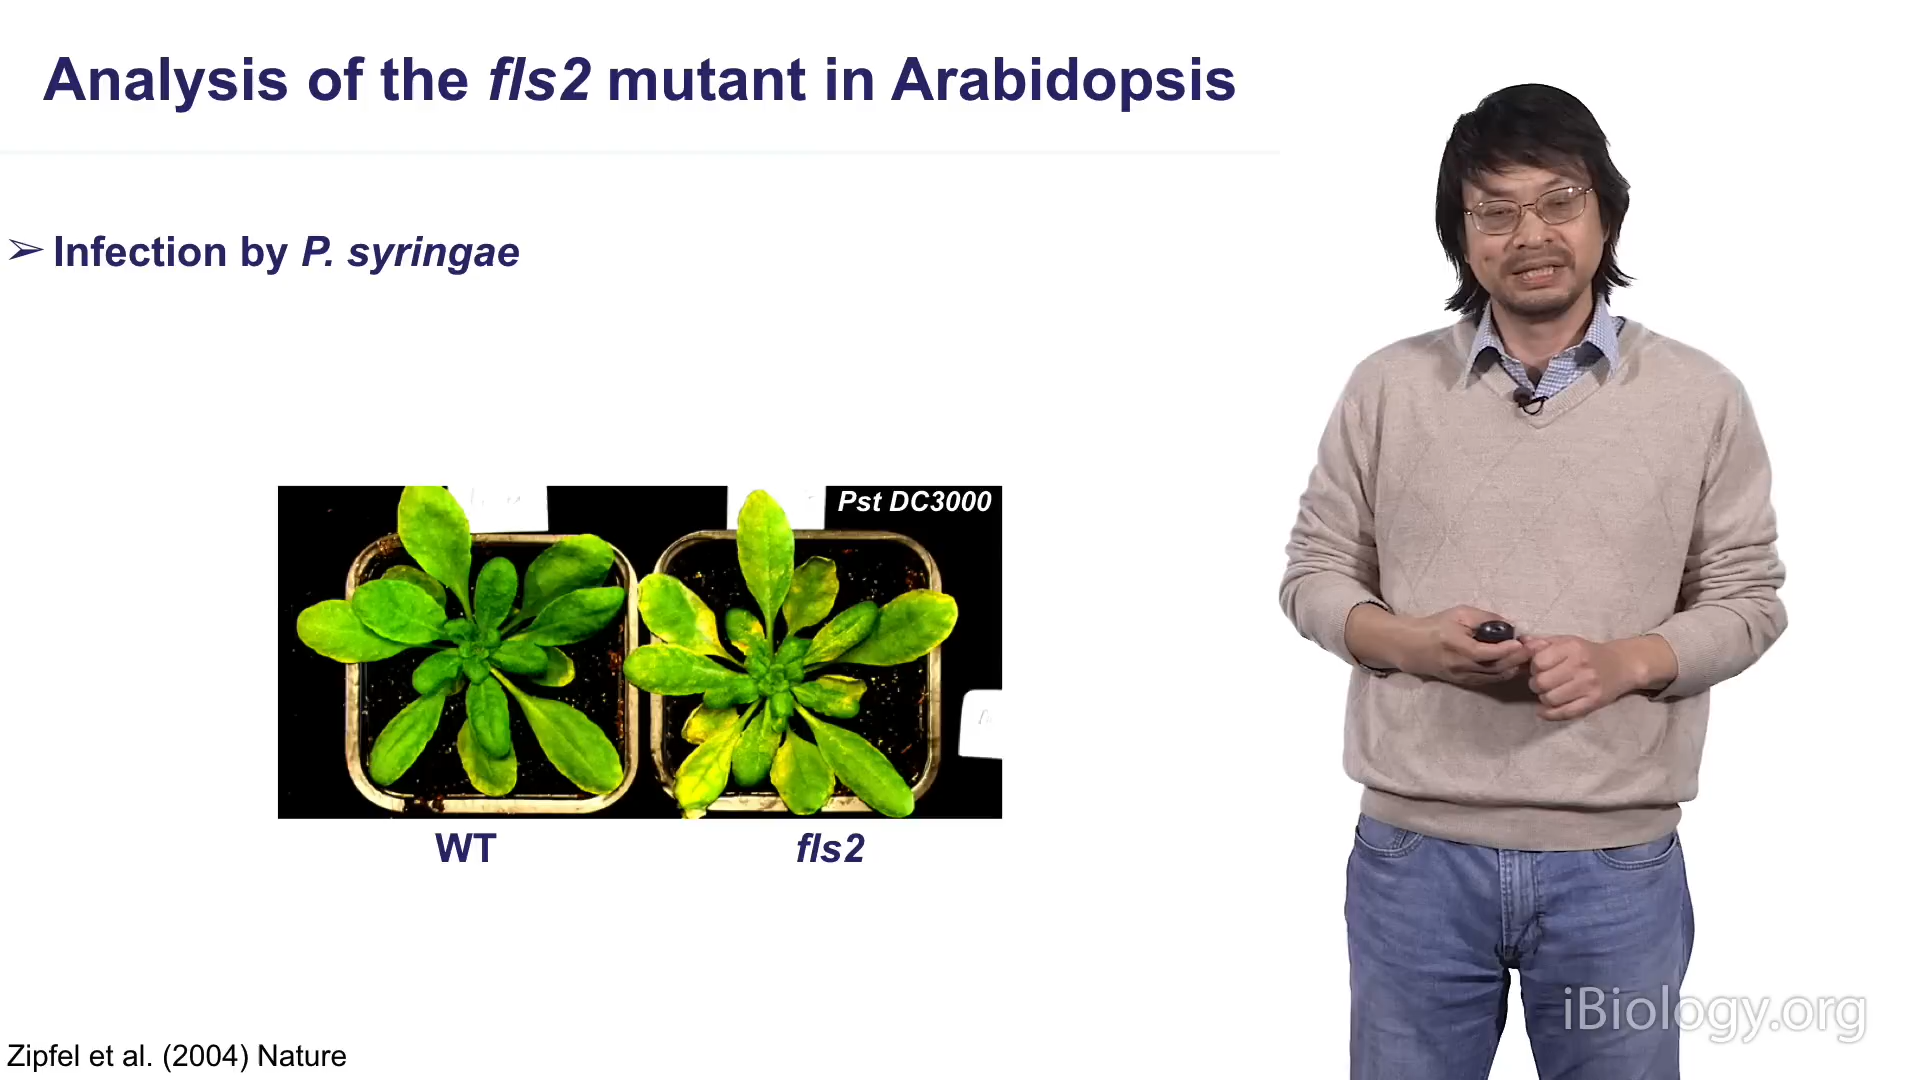 Analysis of the fls2 mutant in Arabidopsis
➢ Infection by P. syringae
Pst DC3000
WT
fls2
Zipfel et al. (2004) Nature
iBiology.org